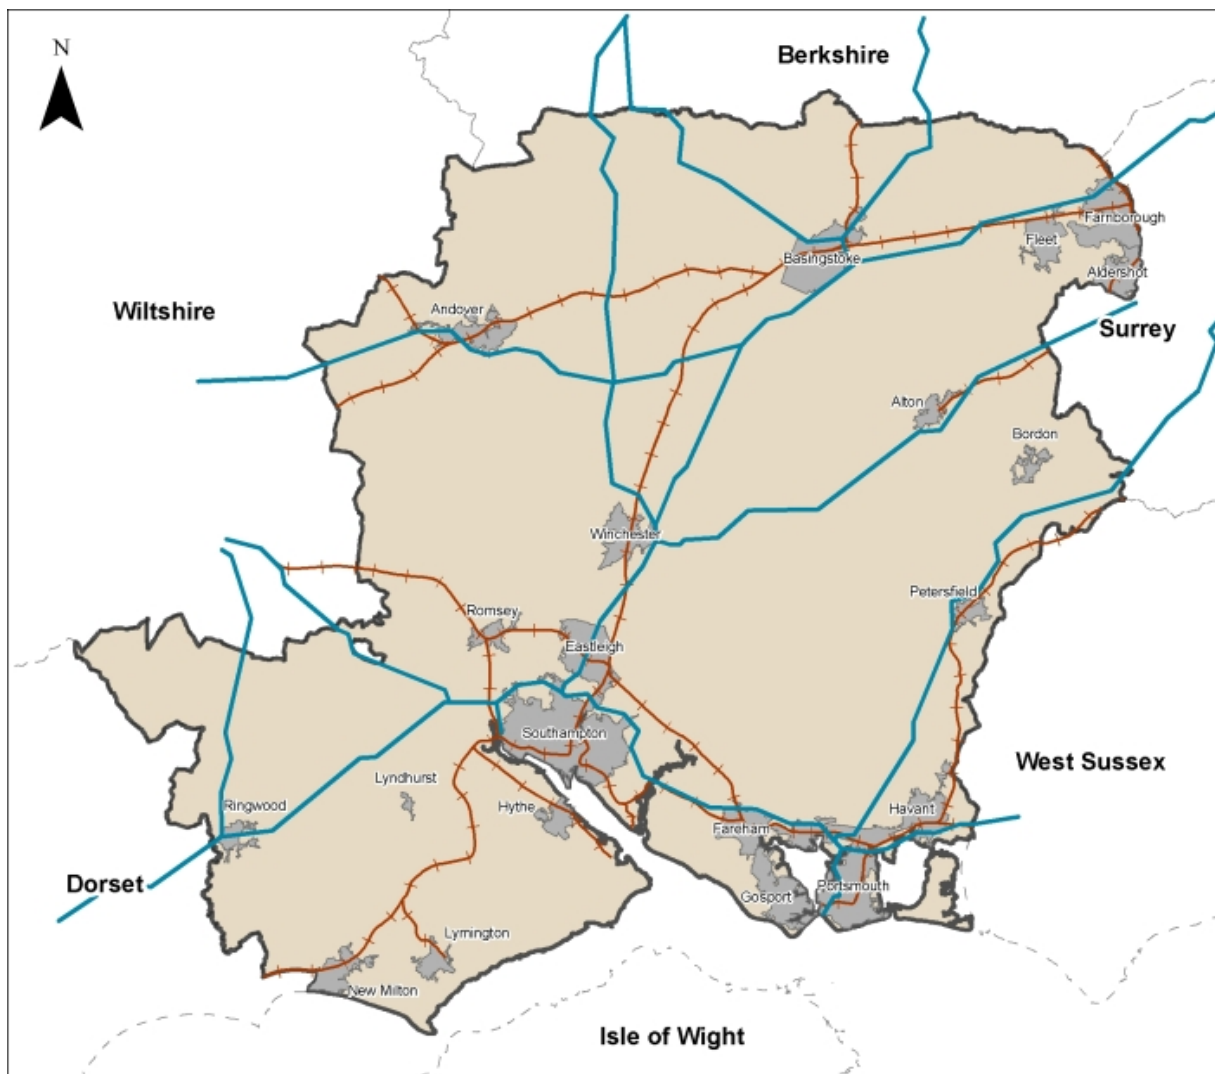 N
Berkshire
Farnborough
Fleet
Basingstoke
Aldershot
Wiltshire
Andover
Surrey
Alton
Bordon
Winchester
Petersfield
Romsey
Eastleigh
Southampton
West Sussex
Lyndhurst
Ringwood
Hythe
Havant
Fareham
Dorset
Portsmouth
Gosport
Lymington
New Milton
Isle of Wight